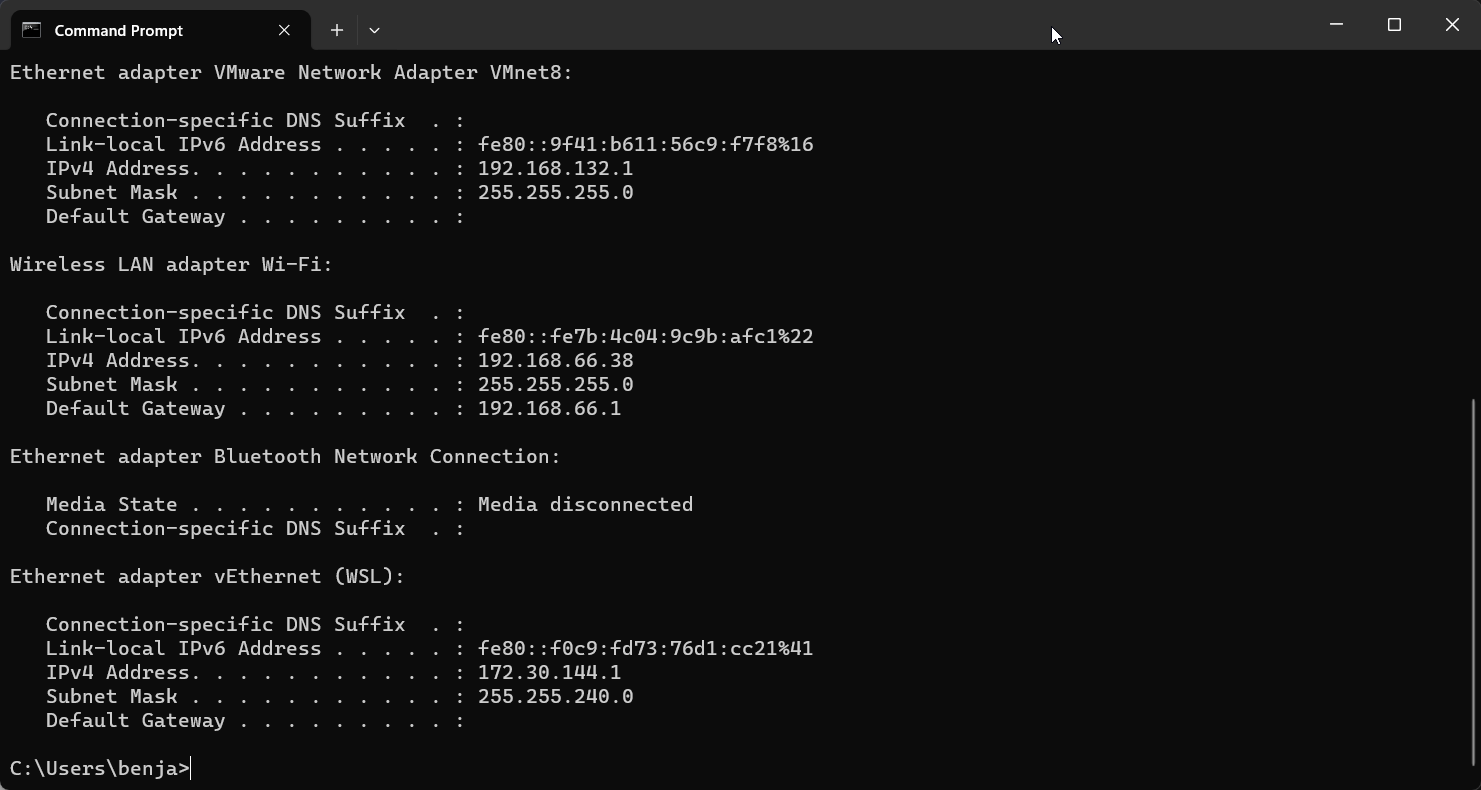 Command Prompt
Ethernet adapter VMware Network Adapter VMnet8:
Connection-specific DNS Suffix  . :
Link-local IPv6 Address . . . . . : fe80::9f41:b611:56c9:f7f8%16
IPv4 Address. . . . . . . . . . . : 192.168.132.1
Subnet Mask . . . . . . . . . . . : 255.255.255.0
Default Gateway . . . . . . . . . :
Wireless LAN adapter Wi-Fi:
Connection-specific DNS Suffix  . :
Link-local IPv6 Address . . . . . : fe80::fe7b:4c04:9c9b:afc1%22
IPv4 Address. . . . . . . . . . . : 192.168.66.38
Subnet Mask . . . . . . . . . . . : 255.255.255.0
Default Gateway . . . . . . . . . : 192.168.66.1
Ethernet adapter Bluetooth Network Connection:
Media State . . . . . . . . . . . : Media disconnected
Connection-specific DNS Suffix  . :
Ethernet adapter vEthernet (WSL):
Connection-specific DNS Suffix  . :
Link-local IPv6 Address . . . . . : fe80::f0c9:fd73:76d1:cc21%41
IPv4 Address. . . . . . . . . . . : 172.30.144.1
Subnet Mask . . . . . . . . . . . : 255.255.240.0
Default Gateway . . . . . . . . . :
C:\Users\benja>